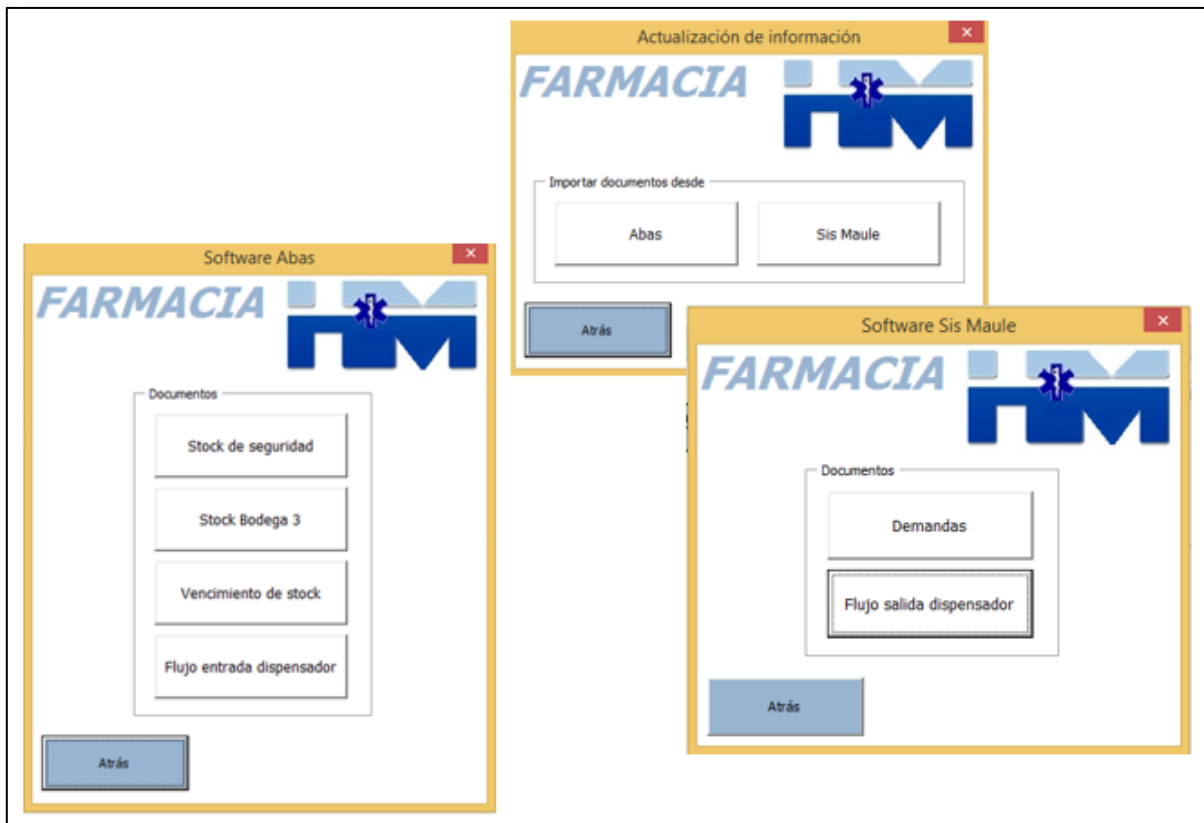 Actualización de información
FARMACIA
Importar documentos desde
Abas
Sis Maule
Atrás
Software Abas
FARMACIA
Documentos
Stock de seguridad
Stock Bodega 3
Vencimiento de stock
Flujo entrada dispensador
Atrás
Software Sis Maule
FARMACIA
Documentos
Demandas
Flujo salida dispensador
Atrás